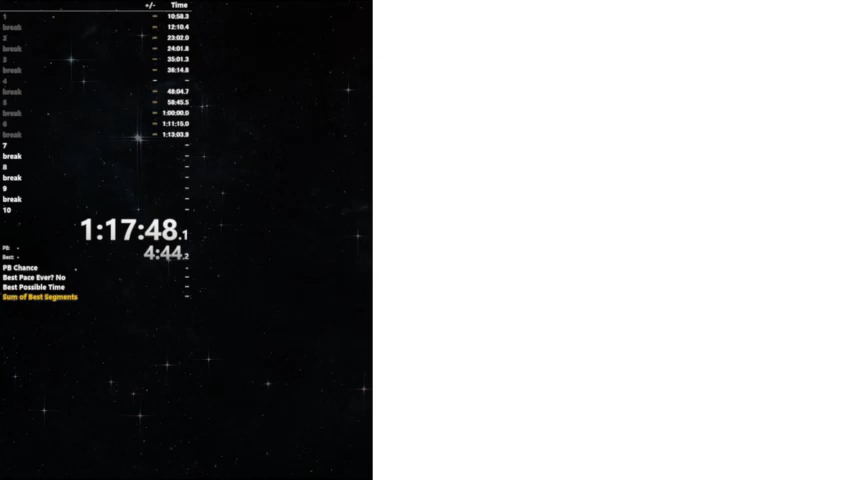 +/- Time
1 – 10:58.3
break – 12:10.4
2 – 23:02.0
break – 24:01.8
3 – 35:01.3
break – 36:14.8
4 – –
break – 48:04.7
5 – 58:45.5
break – 1:00:00.0
6 – 1:11:15.0
break – 1:13:03.8
7 –
break –
8 –
break –
9 –
break –
10 –
1:17:48.1
PB: -
4:44.2
Best: -
PB Chance -
Best Pace Ever? No -
Best Possible Time -
Sum of Best Segments -